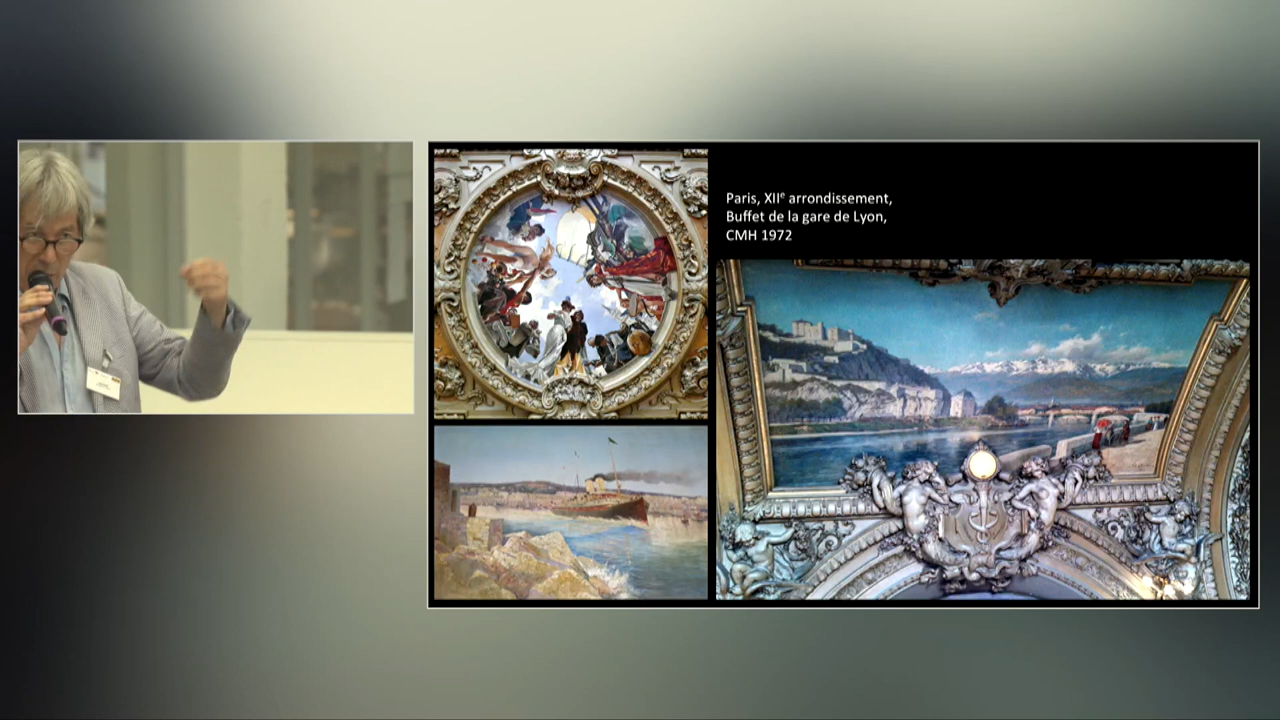 Paris, XIIe arrondissement,
Buffet de la gare de Lyon,
CMH 1972